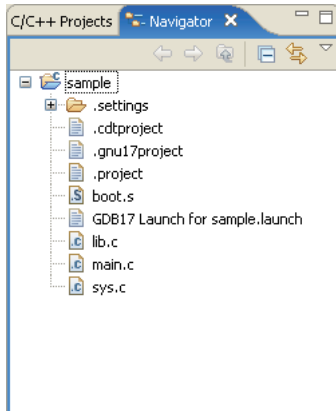 C/C++ Projects Navigator
sample
.settings
.cdtproject
.gnu17project
.project
boot.s
GDB17 Launch for sample.launch
lib.c
main.c
sys.c